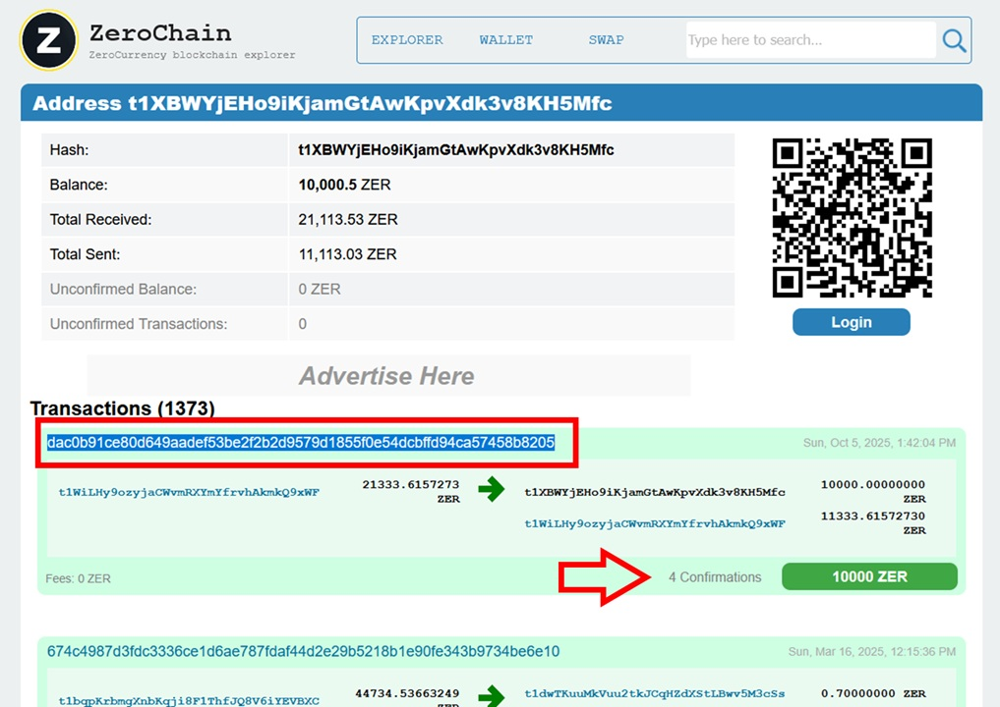 Z
ZeroChain
ZeroCurrency blockchain explorer
EXPLORER WALLET SWAP Type here to search...
Address t1XBWYjEHo9iKjamGtAwKpvXdk3v8KH5Mfc
Hash: t1XBWYjEHo9iKjamGtAwKpvXdk3v8KH5Mfc
Balance: 10,000.5 ZER
Total Received: 21,113.53 ZER
Total Sent: 11,113.03 ZER
Unconfirmed Balance: 0 ZER
Unconfirmed Transactions: 0
Login
Advertise Here
Transactions (1373)
dac0b91ce80d649aadef53be2f2b2d9579d1855f0e54dcbffd94ca57458b8205 Sun, Oct 5, 2025, 1:42:04 PM
t1WiLHy9ozyjaCWvmRXYmYfrvhAkmkQ9xWF 21333.6157273 ZER t1XBWYjEHo9iKjamGtAwKpvXdk3v8KH5Mfc 10000.00000000 ZER
t1WiLHy9ozyjaCWvmRXYmYfrvhAkmkQ9xWF 11333.61572730 ZER
Fees: 0 ZER 4 Confirmations 10000 ZER
674c4987d3fdc3336ce1d6ae787fdaf44d2e29b5218b1e90fe343b9734be6e10 Sun, Mar 16, 2025, 12:15:36 PM
t1bqpKrbmgXnbKqji8F1ThfJQ8V6iYEVBXC 44734.53663249 ZER t1dwTKuuMkVuu2tkJCqHZdXStLBwv5M3cSs 0.70000000 ZER